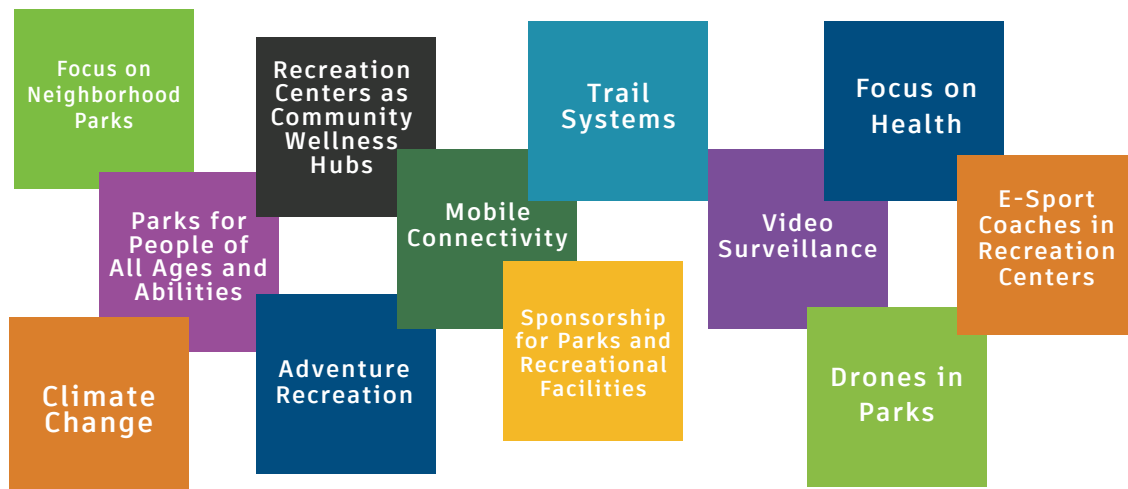 Focus on
Neighborhood
Parks
Recreation
Centers as
Community
Wellness
Hubs
Trail
Systems
Focus on
Health
Parks for
People of
All Ages and
Abilities
Mobile
Connectivity
Video
Surveillance
E-Sport
Coaches in
Recreation
Centers
Climate
Change
Adventure
Recreation
Sponsorship
for Parks and
Recreational
Facilities
Drones in
Parks